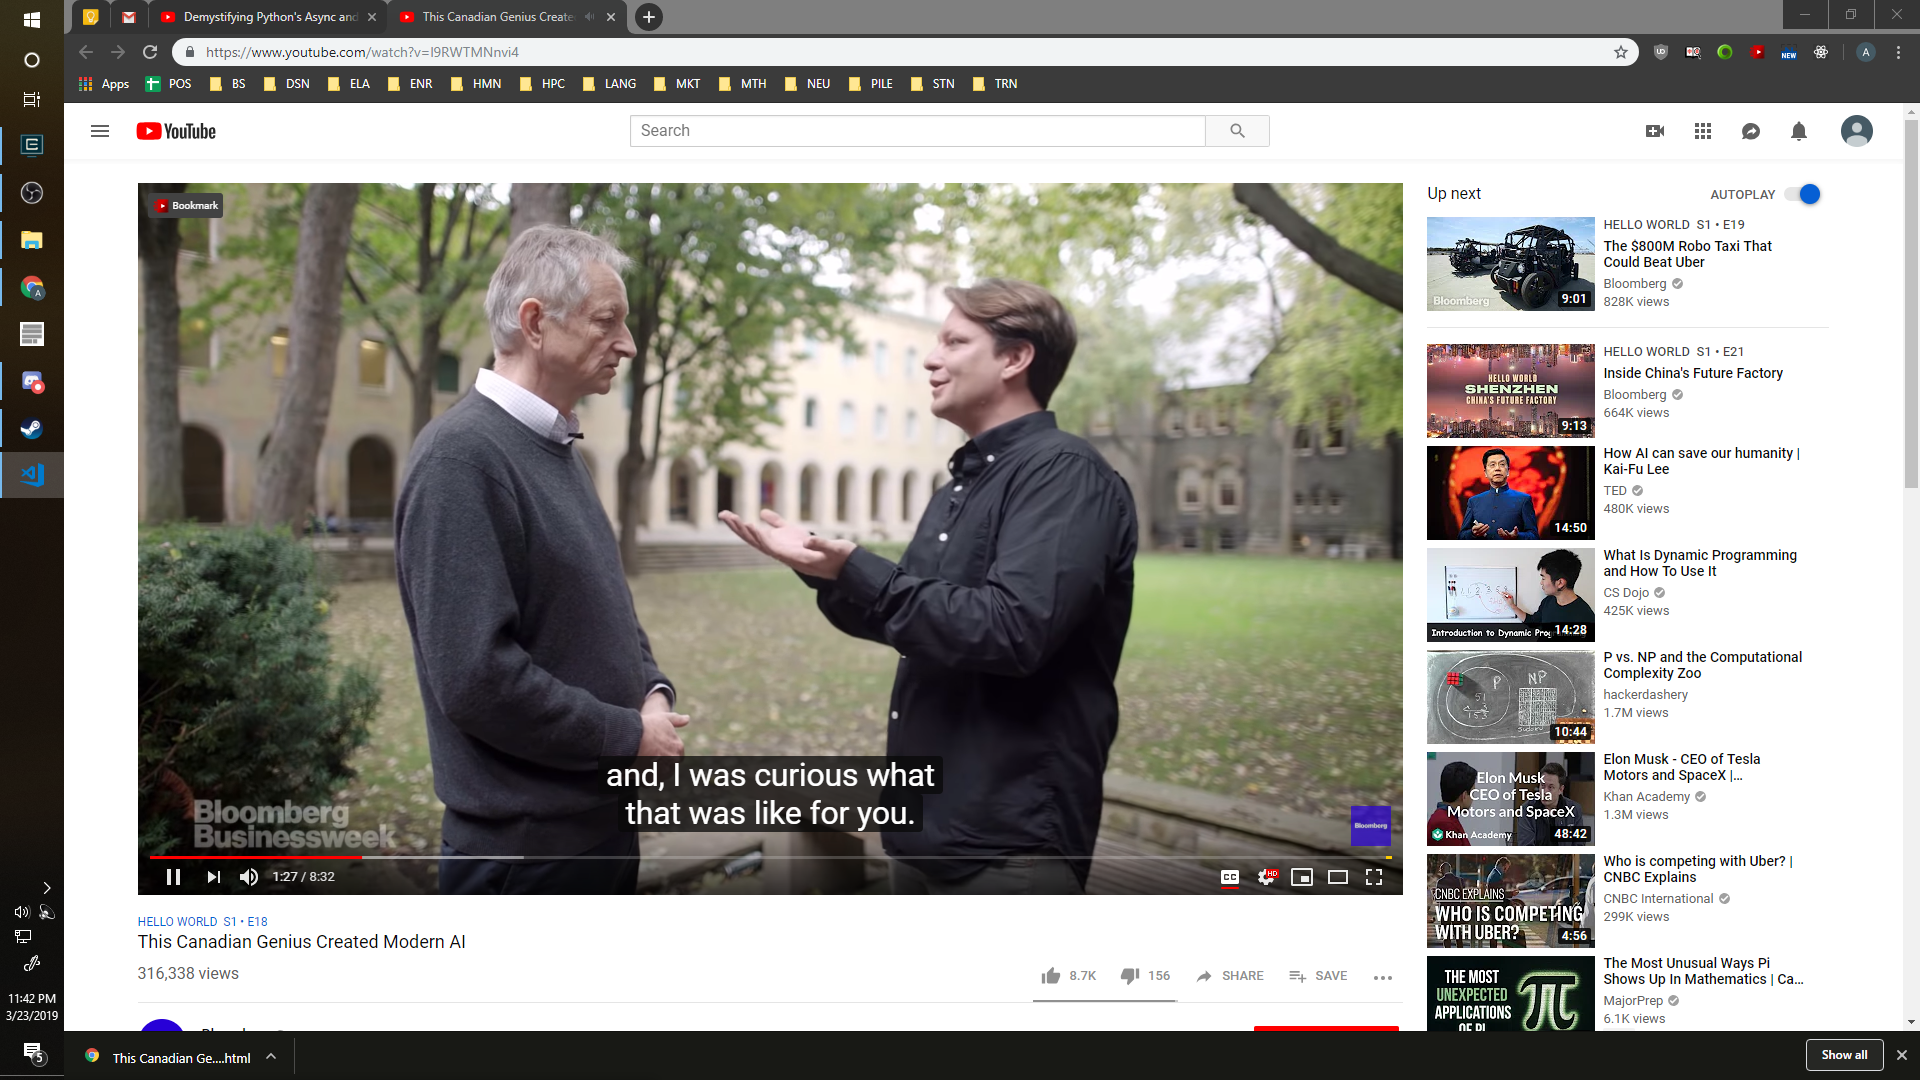 Demystifying Python's Async and
This Canadian Genius Create
https://www.youtube.com/watch?v=I9RWTMNnvi4
NEW
A
Apps
POS
BS
DSN
ELA
ENR
HMN
HPC
LANG
MKT
MTH
NEU
PILE
STN
TRN
YouTube
Search
Bookmark
and, I was curious what
that was like for you.
Bloomberg
Businessweek
Bloomberg
1:27 / 8:32
CC
HD
HELLO WORLD S1 • E18
This Canadian Genius Created Modern AI
316,338 views
8.7K
156
SHARE
SAVE
Up next
AUTOPLAY
Bloomberg
9:01
HELLO WORLD S1 • E19
The $800M Robo Taxi That
Could Beat Uber
Bloomberg
828K views
HELLO WORLD
SHENZHEN
CHINA'S FUTURE FACTORY
9:13
HELLO WORLD S1 • E21
Inside China's Future Factory
Bloomberg
664K views
14:50
How AI can save our humanity |
Kai-Fu Lee
TED
480K views
Introduction to Dynamic Prog
14:28
What Is Dynamic Programming
and How To Use It
CS Dojo
425K views
P
NP
Sudoku
10:44
P vs. NP and the Computational
Complexity Zoo
hackerdashery
1.7M views
Elon Musk
CEO of Tesla
Motors and SpaceX
Khan Academy
48:42
Elon Musk - CEO of Tesla
Motors and SpaceX |...
Khan Academy
1.3M views
CNBC EXPLAINS
WHO IS COMPETING
WITH UBER?
4:56
Who is competing with Uber? |
CNBC Explains
CNBC International
299K views
THE MOST
UNEXPECTED
APPLICATIONS
OF PI
The Most Unusual Ways Pi
Shows Up In Mathematics | Ca...
MajorPrep
6.1K views
11:42 PM
3/23/2019
5
This Canadian Ge....html
Show all